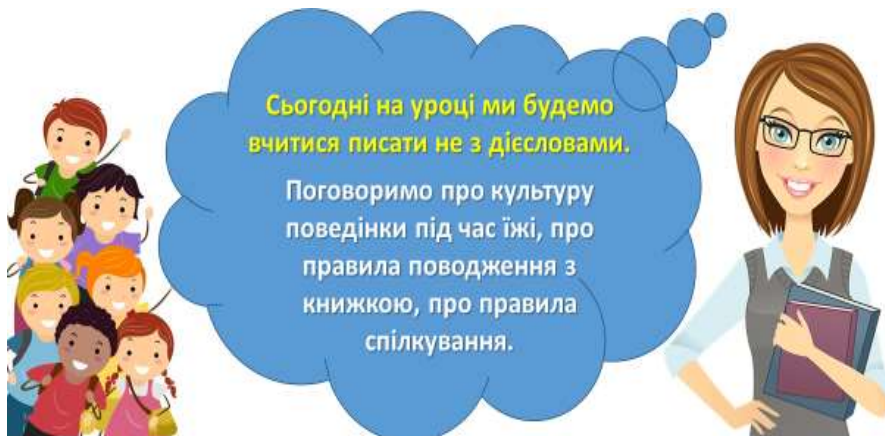 Сьогодні на уроці ми будемо
вчитися писати не з дієсловами.
Поговоримо про культуру
поведінки під час їжі, про
правила поводження з
книжкою, про правила
спілкування.